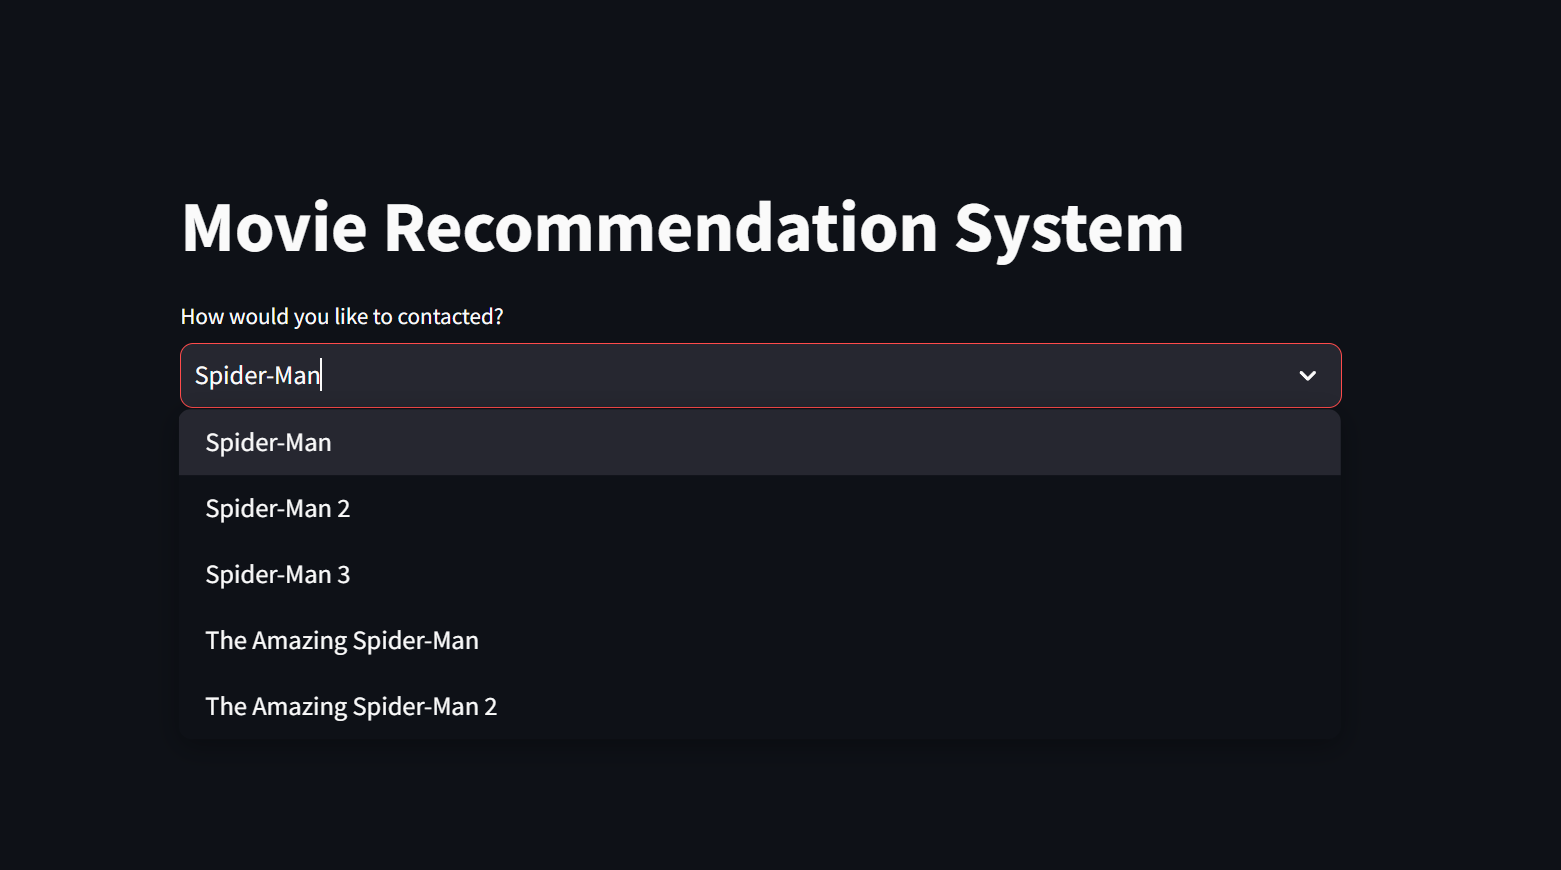 Movie Recommendation System
How would you like to contacted?
Spider-Man
Spider-Man
Spider-Man 2
Spider-Man 3
The Amazing Spider-Man
The Amazing Spider-Man 2